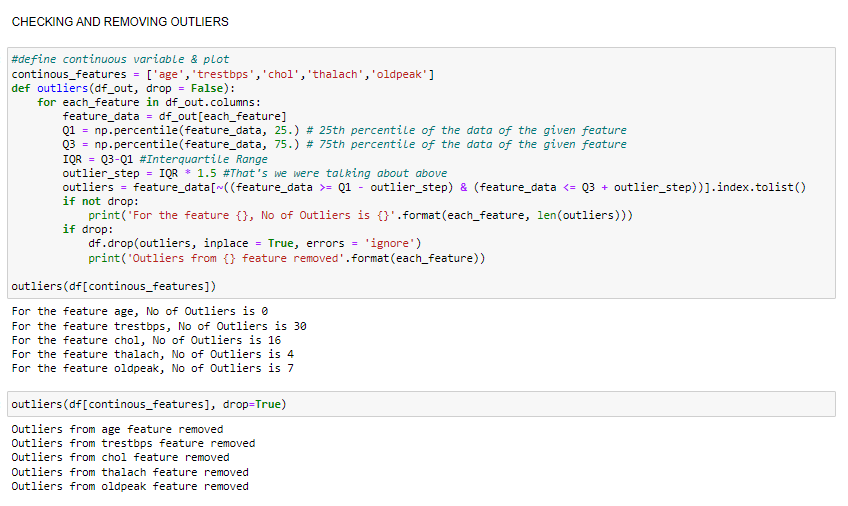 CHECKING AND REMOVING OUTLIERS
#define continuous variable & plot
continous_features = ['age','trestbps','chol','thalach','oldpeak']
def outliers(df_out, drop = False):
    for each_feature in df_out.columns:
        feature_data = df_out[each_feature]
        Q1 = np.percentile(feature_data, 25.) # 25th percentile of the data of the given feature
        Q3 = np.percentile(feature_data, 75.) # 75th percentile of the data of the given feature
        IQR = Q3-Q1 #Interquartile Range
        outlier_step = IQR * 1.5 #That's we were talking about above
        outliers = feature_data[~((feature_data >= Q1 - outlier_step) & (feature_data <= Q3 + outlier_step))].index.tolist()
        if not drop:
            print('For the feature {}, No of Outliers is {}'.format(each_feature, len(outliers)))
        if drop:
            df.drop(outliers, inplace = True, errors = 'ignore')
            print('Outliers from {} feature removed'.format(each_feature))
outliers(df[continous_features])
For the feature age, No of Outliers is 0
For the feature trestbps, No of Outliers is 30
For the feature chol, No of Outliers is 16
For the feature thalach, No of Outliers is 4
For the feature oldpeak, No of Outliers is 7
outliers(df[continous_features], drop=True)
Outliers from age feature removed
Outliers from trestbps feature removed
Outliers from chol feature removed
Outliers from thalach feature removed
Outliers from oldpeak feature removed